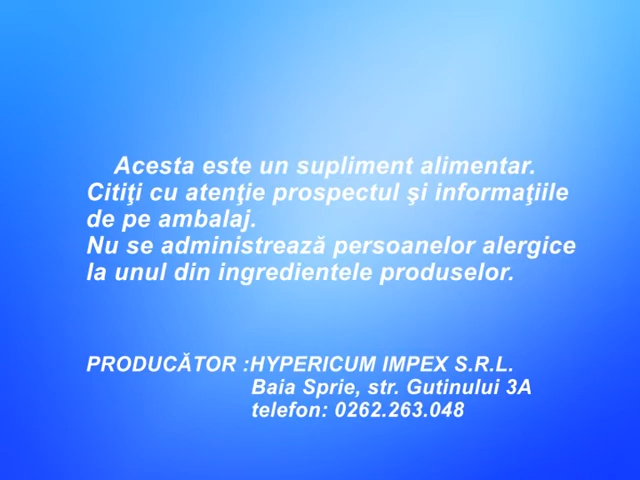 Acesta este un supliment alimentar.
Citiţi cu atenţie prospectul şi informaţiile
de pe ambalaj.
Nu se administrează persoanelor alergice
la unul din ingredientele produselor.
PRODUCĂTOR :HYPERICUM IMPEX S.R.L.
Baia Sprie, str. Gutinului 3A
telefon: 0262.263.048